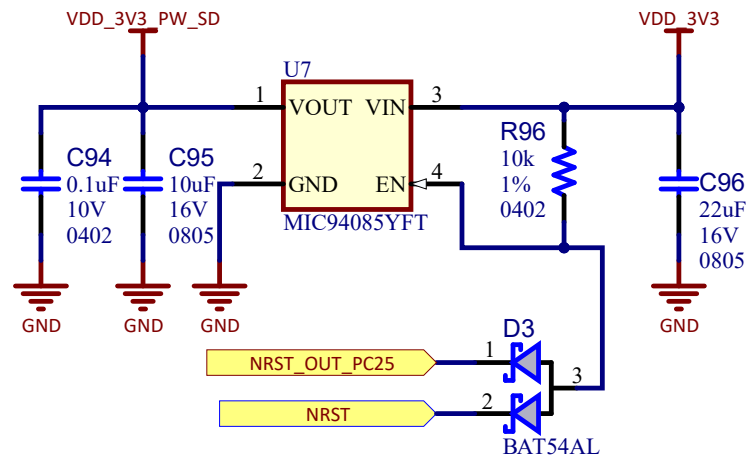 VDD_3V3_PW_SD
VDD_3V3
U7
1
VOUT
VIN
3
2
GND
EN
4
MIC94085YFT
C94
0.1uF
10V
0402
C95
10uF
16V
0805
R96
10k
1%
0402
C96
22uF
16V
0805
GND
GND
GND
GND
D3
NRST_OUT_PC25
1
3
NRST
2
BAT54AL